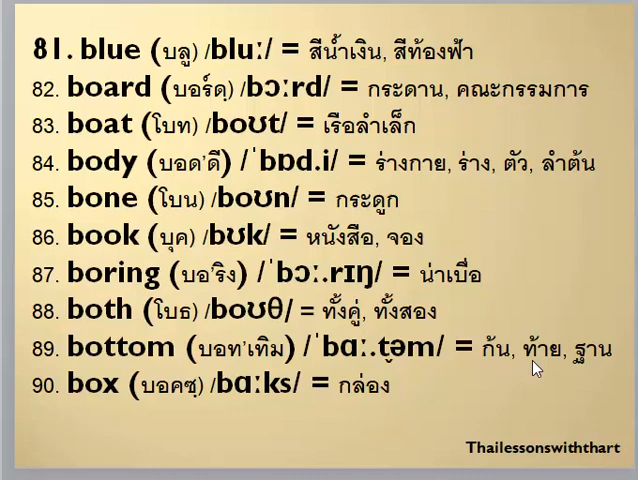 81. blue (บลู) /bluː/ = สีน้ำเงิน, สีท้องฟ้า
82. board (บอร์ดฺ) /bɔːrd/ = กระดาน, คณะกรรมการ
83. boat (โบท) /boʊt/ = เรือลำเล็ก
84. body (บอด'ดี) /ˈbɒd.i/ = ร่างกาย, ร่าง, ตัว, ลำต้น
85. bone (โบน) /boʊn/ = กระดูก
86. book (บุค) /bʊk/ = หนังสือ, จอง
87. boring (บอ'ริง) /ˈbɔː.rɪŋ/ = น่าเบื่อ
88. both (โบธ) /boʊθ/ = ทั้งคู่, ทั้งสอง
89. bottom (บอท'เทิม) /ˈbɑː.t̬əm/ = ก้น, ท้าย, ฐาน
90. box (บอคซฺ) /bɑːks/ = กล่อง
Thailessonswiththart